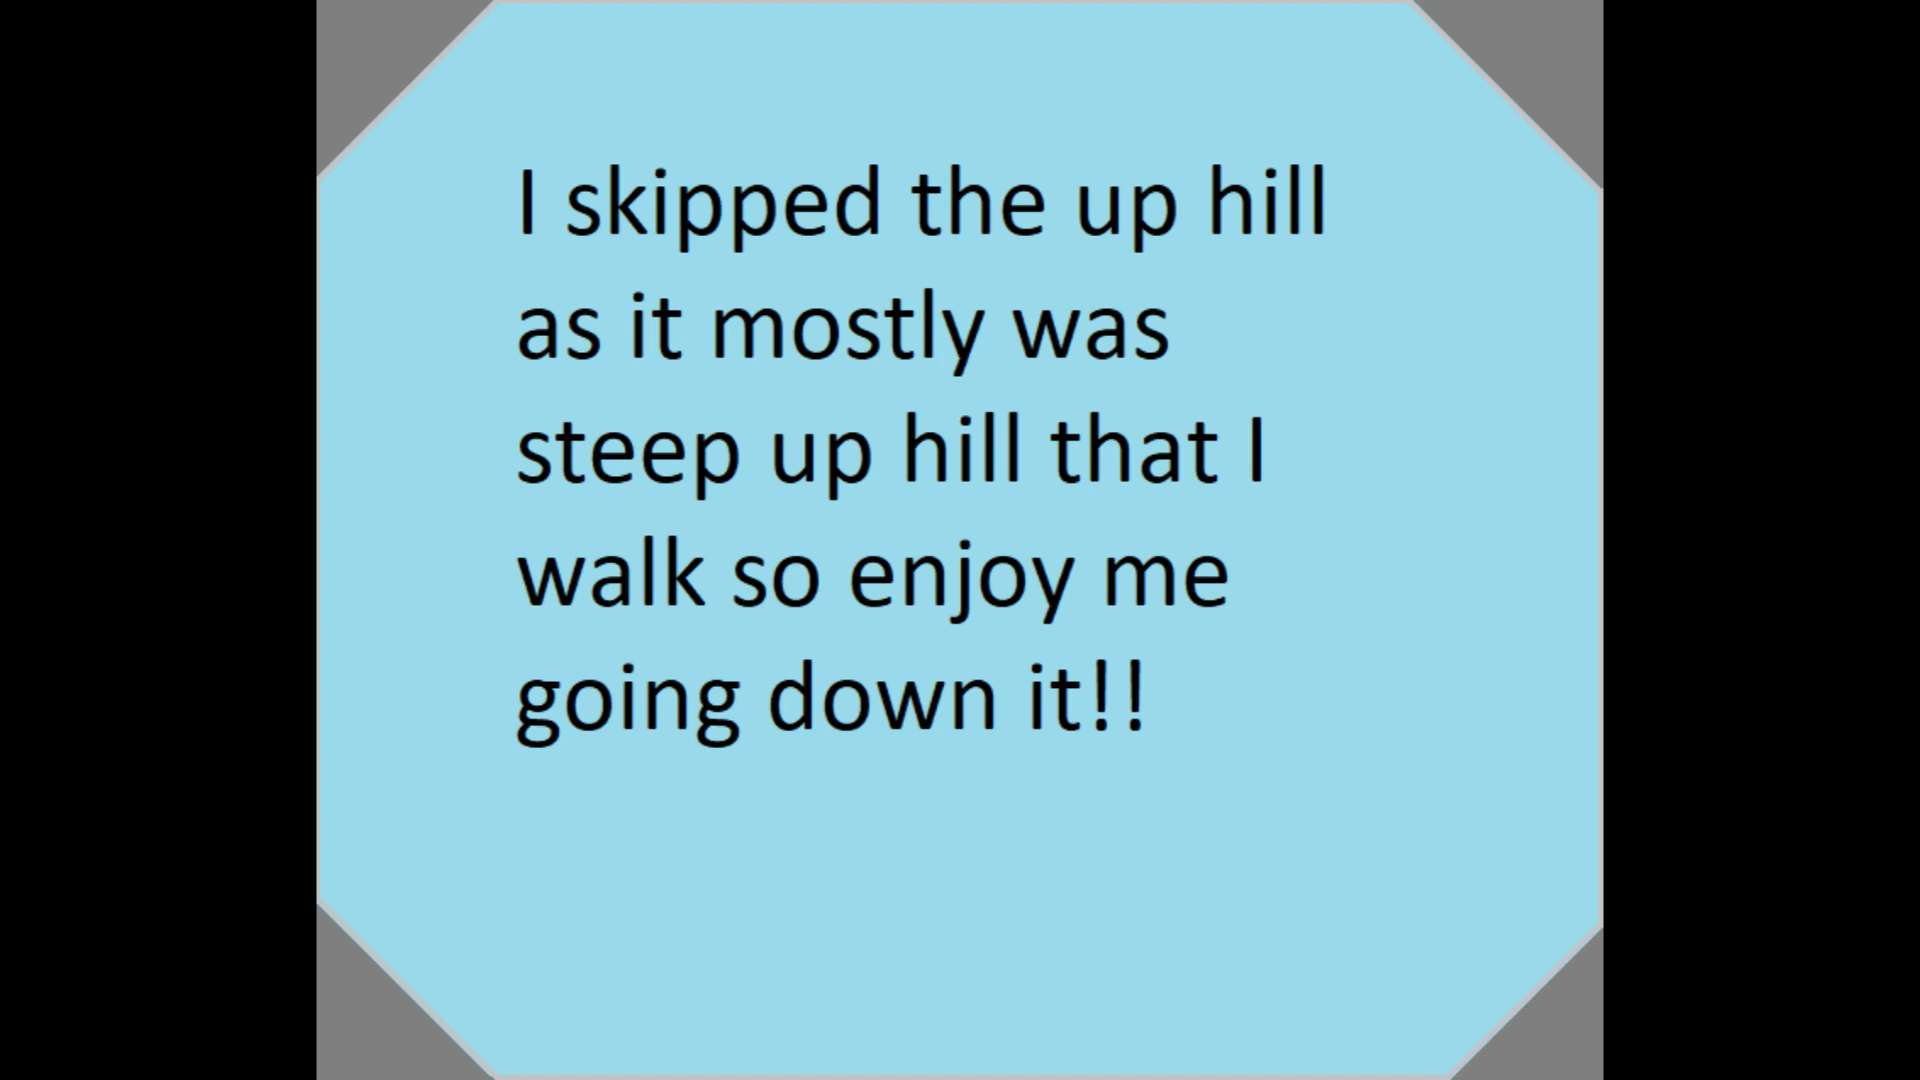 I skipped the up hill
as it mostly was
steep up hill that I
walk so enjoy me
going down it!!